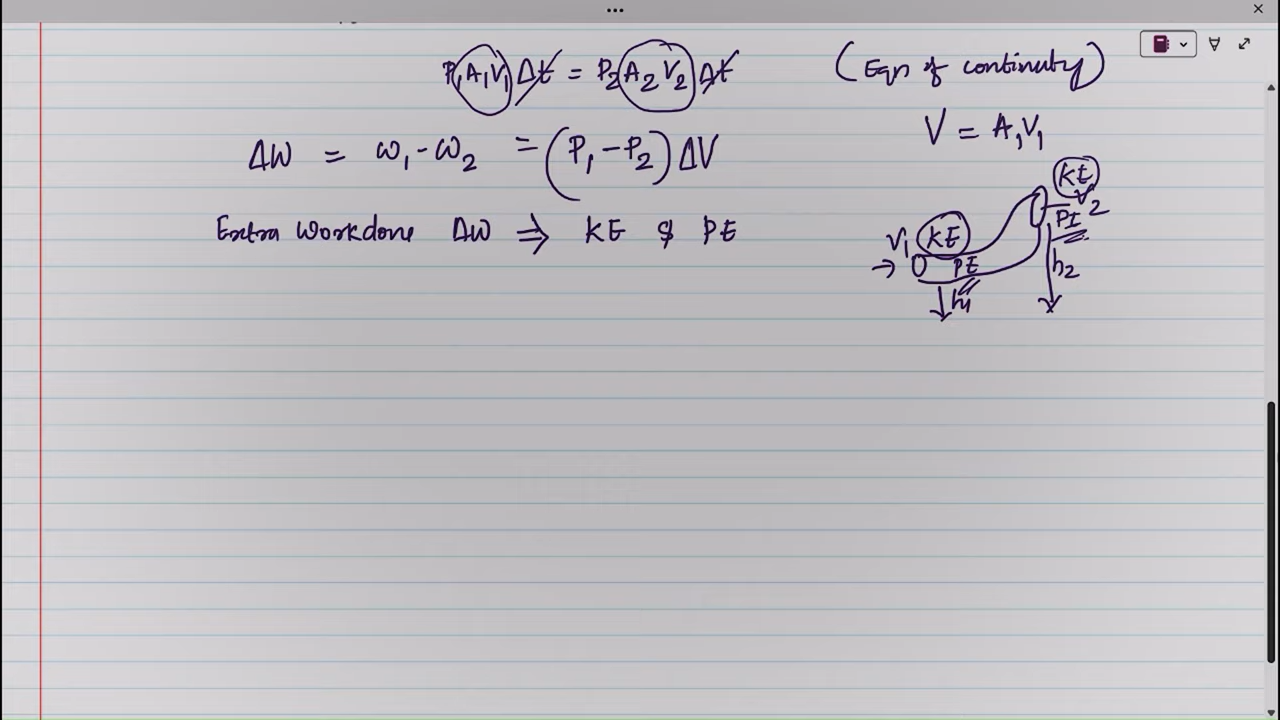 P₁A₁V₁Δt = P₂A₂V₂Δt
(Eqn of continuity)
V = A₁V₁
ΔW = W₁-W₂ = (P₁-P₂)ΔV
Extra Workdone ΔW ⇒ KE & PE
KE
V₂
PE
V₁ KE
→ PE
h₂
h₁